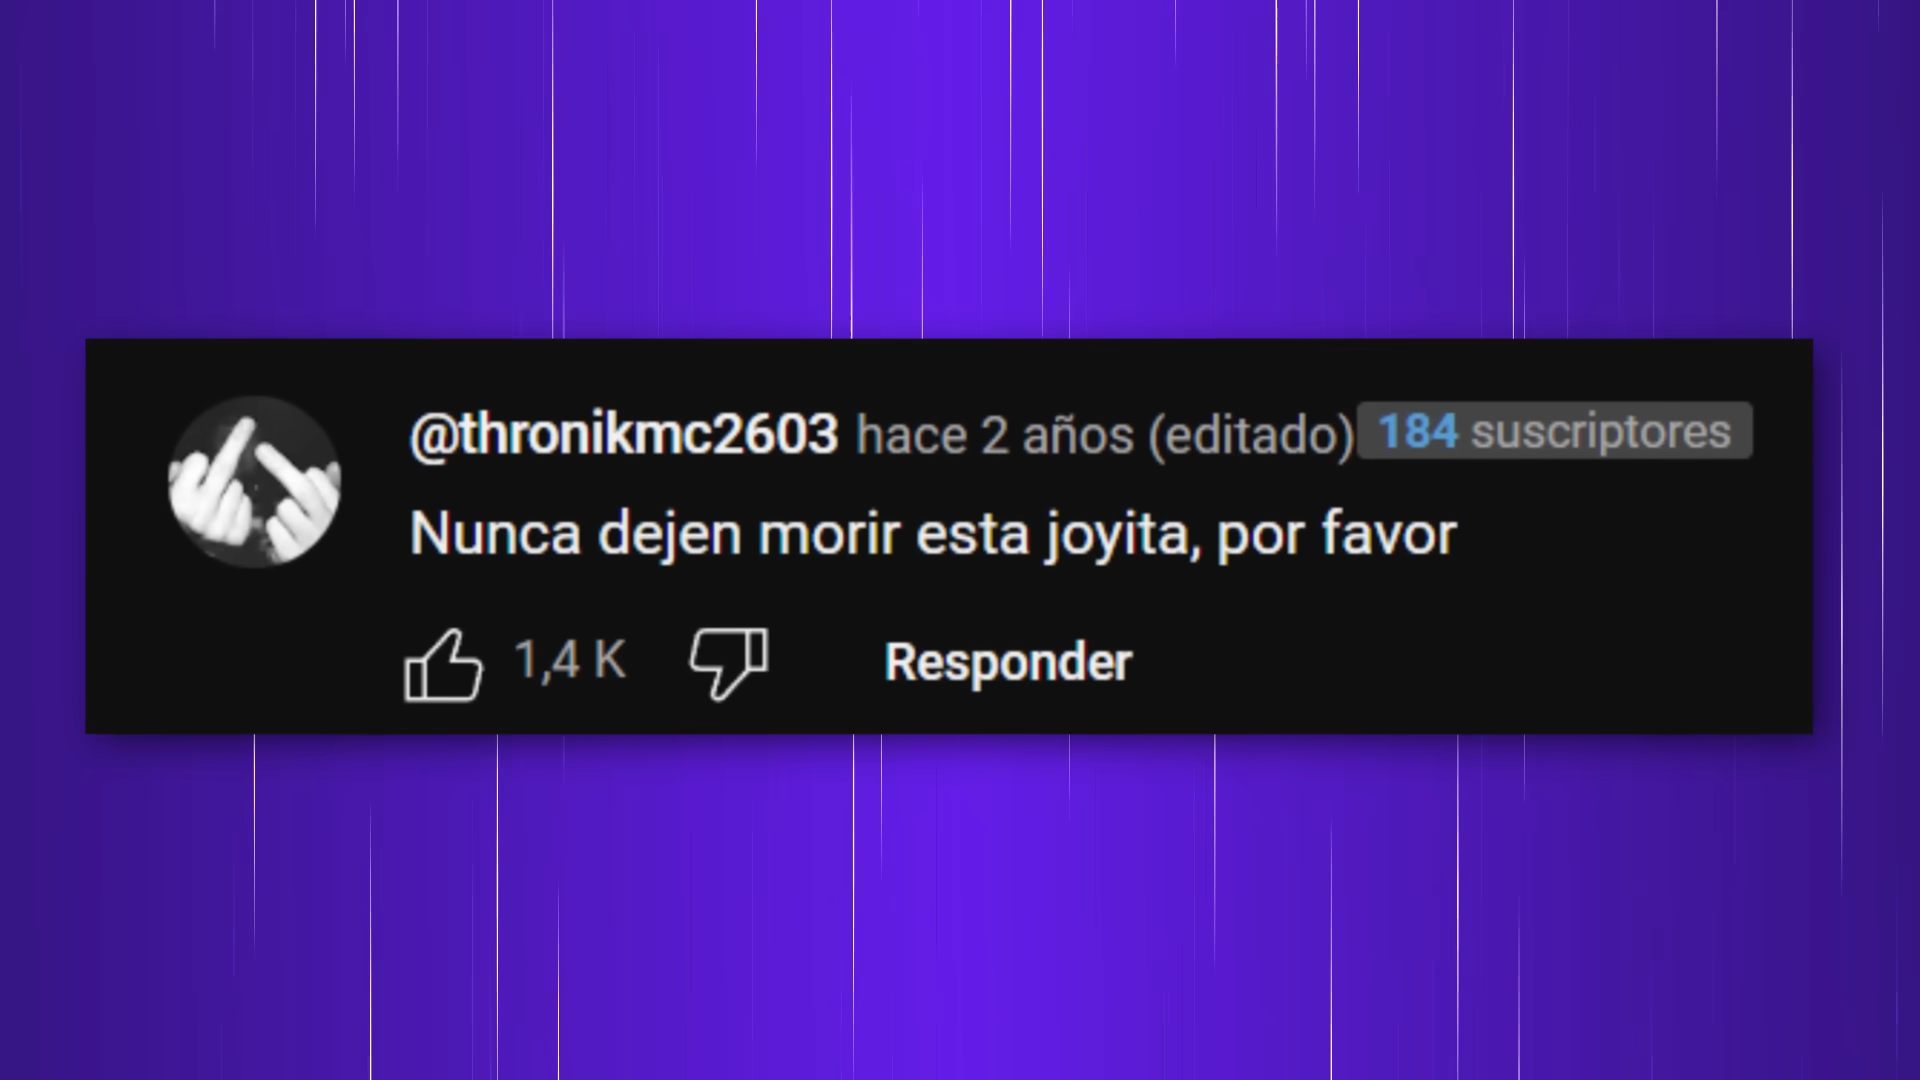 @thronikmc2603 hace 2 años (editado) 184 suscriptores
Nunca dejen morir esta joyita, por favor
1,4 K Responder